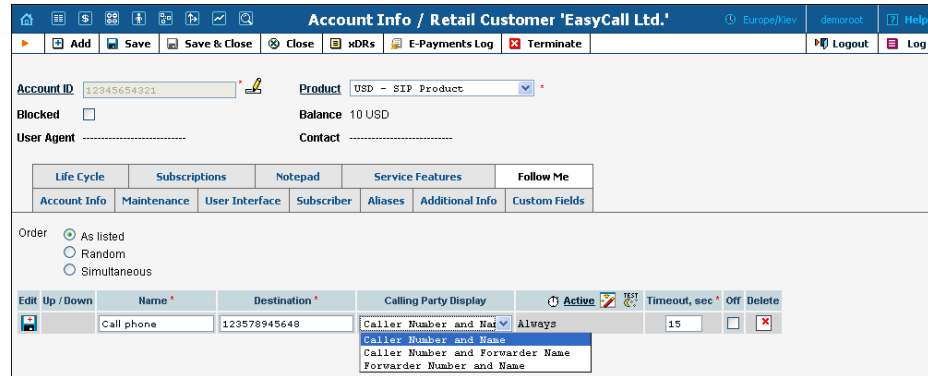 Account Info / Retail Customer 'EasyCall Ltd.' Europe/Kiev demoroot Help
Add Save Save & Close Close xDRs E-Payments Log Terminate Logout Log
Account ID 12345654321 * Product USD - SIP Product *
Blocked Balance 10 USD
User Agent --------------------------- Contact ---------------------------
Life Cycle Subscriptions Notepad Service Features Follow Me
Account Info Maintenance User Interface Subscriber Aliases Additional Info Custom Fields
Order As listed
Random
Simultaneous
Edit Up / Down Name * Destination * Calling Party Display Active TEST Timeout, sec * Off Delete
Call phone 123578945648 Caller Number and Nam Always 15
Caller Number and Name
Caller Number and Forwarder Name
Forwarder Number and Name